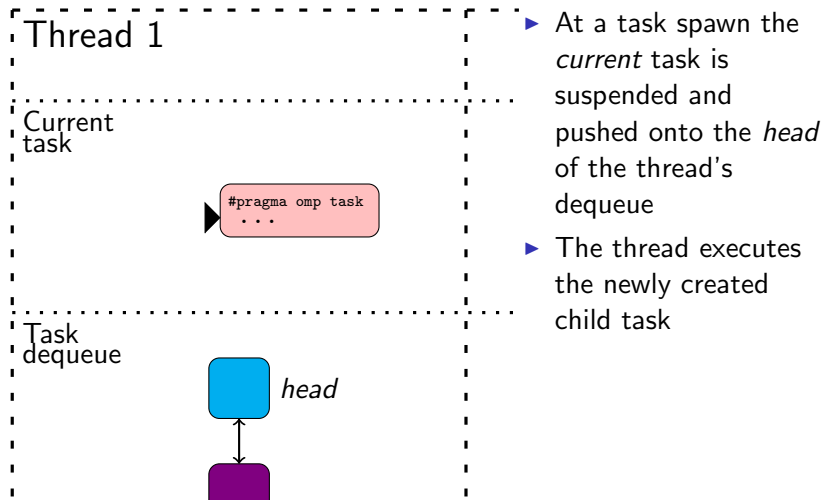 Thread 1
Current
task
#pragma omp task
...
Task
dequeue
head
► At a task spawn the
current task is
suspended and
pushed onto the head
of the thread's
dequeue
► The thread executes
the newly created
child task